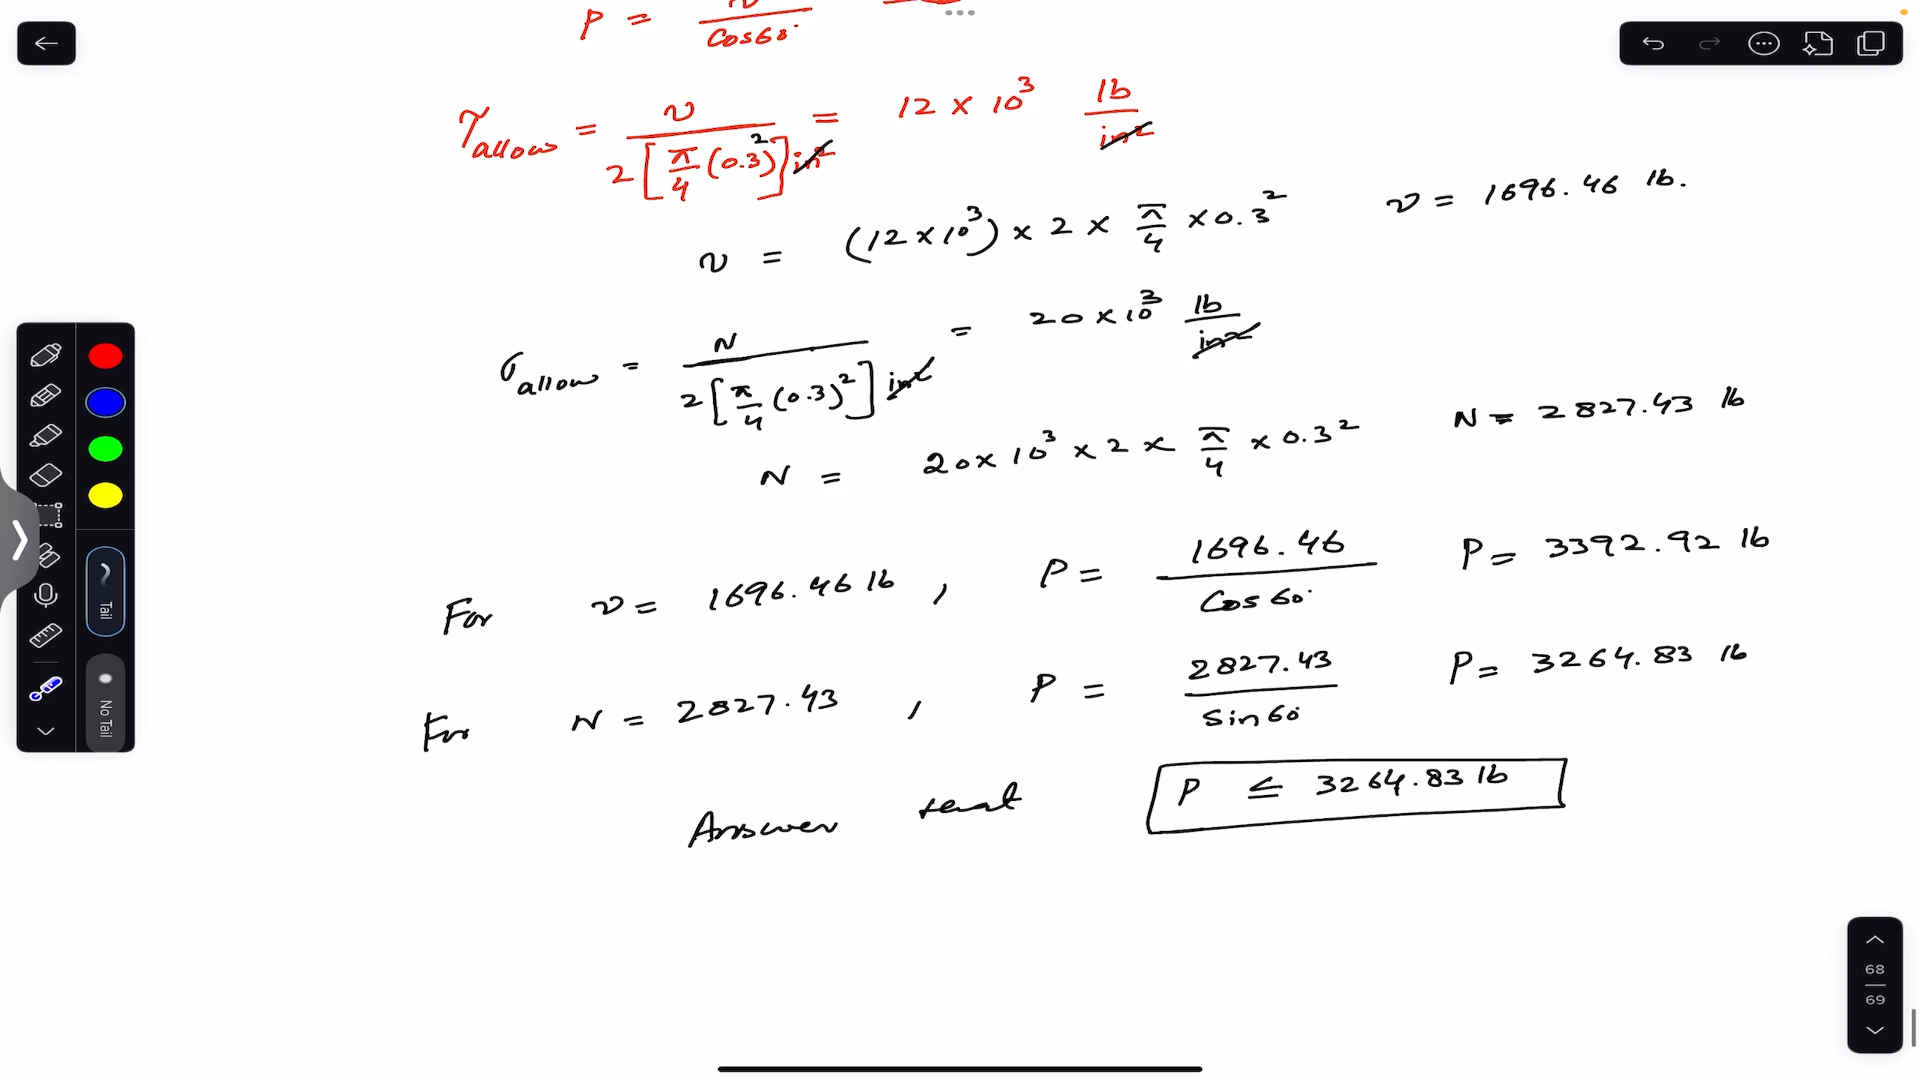 P = v / cos60°
τallow = v / 2[π/4 (0.3)²] in² = 12 × 10³ lb/in²
v = (12×10³) × 2 × π/4 × 0.3² v = 1696.46 lb.
σallow = N / 2[π/4 (0.3)²] in² = 20×10³ lb/in²
N = 20×10³ × 2 × π/4 × 0.3² N = 2827.43 lb
For v = 1696.46 lb , P = 1696.46 / cos 60° P = 3392.92 lb
For N = 2827.43 , P = 2827.43 / sin60 P = 3264.83 lb
Answer P ≤ 3264.83 lb
Tail
No Tail
68
69